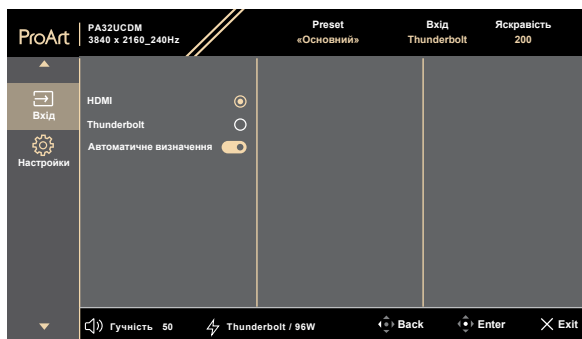 ProArt
PA32UCDM
3840 x 2160_240Hz
Preset
«Основний»
Вхід
Thunderbolt
Яскравість
200
Вхід
Настройки
HDMI
Thunderbolt
Автоматичне визначення
Гучність 50
Thunderbolt / 96W
Back
Enter
Exit